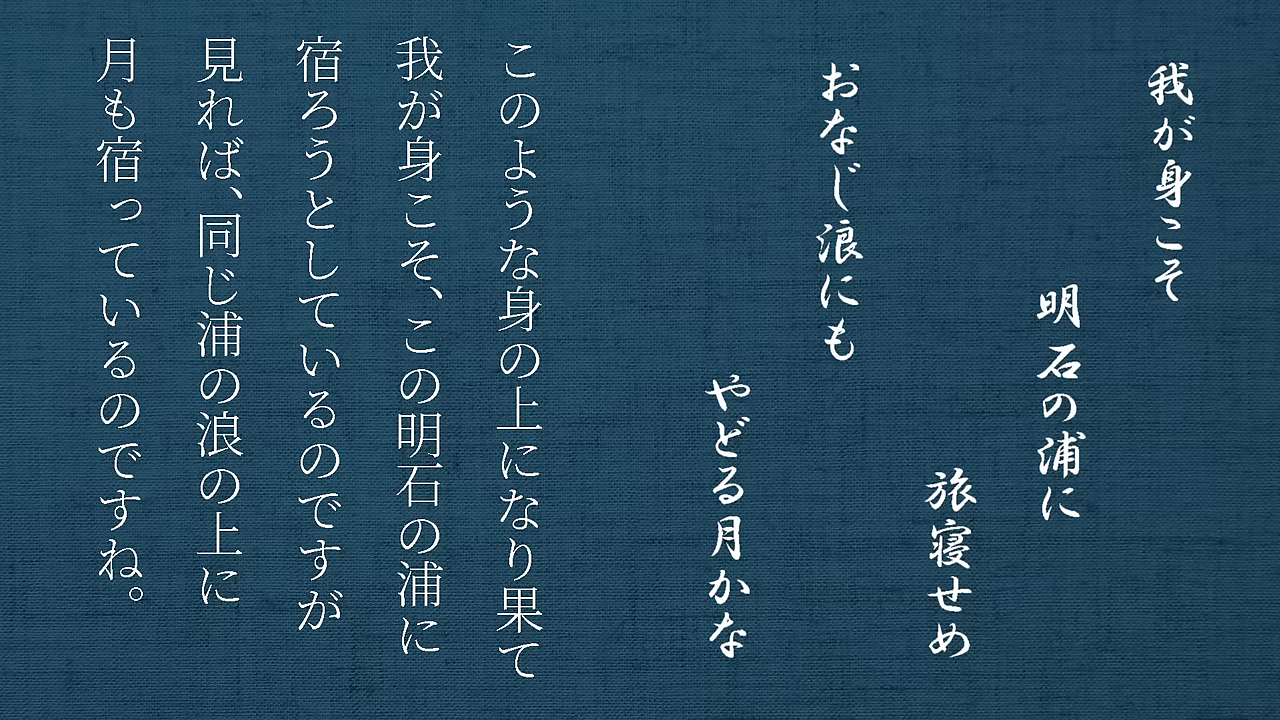 我が身こそ
明石の浦に
旅寝せめ
おなじ浪にも
やどる月かな
このような身の上になり果て
我が身こそ、この明石の浦に
宿ろうとしているのですが
見れば、同じ浦の浪の上に
月も宿っているのですね。